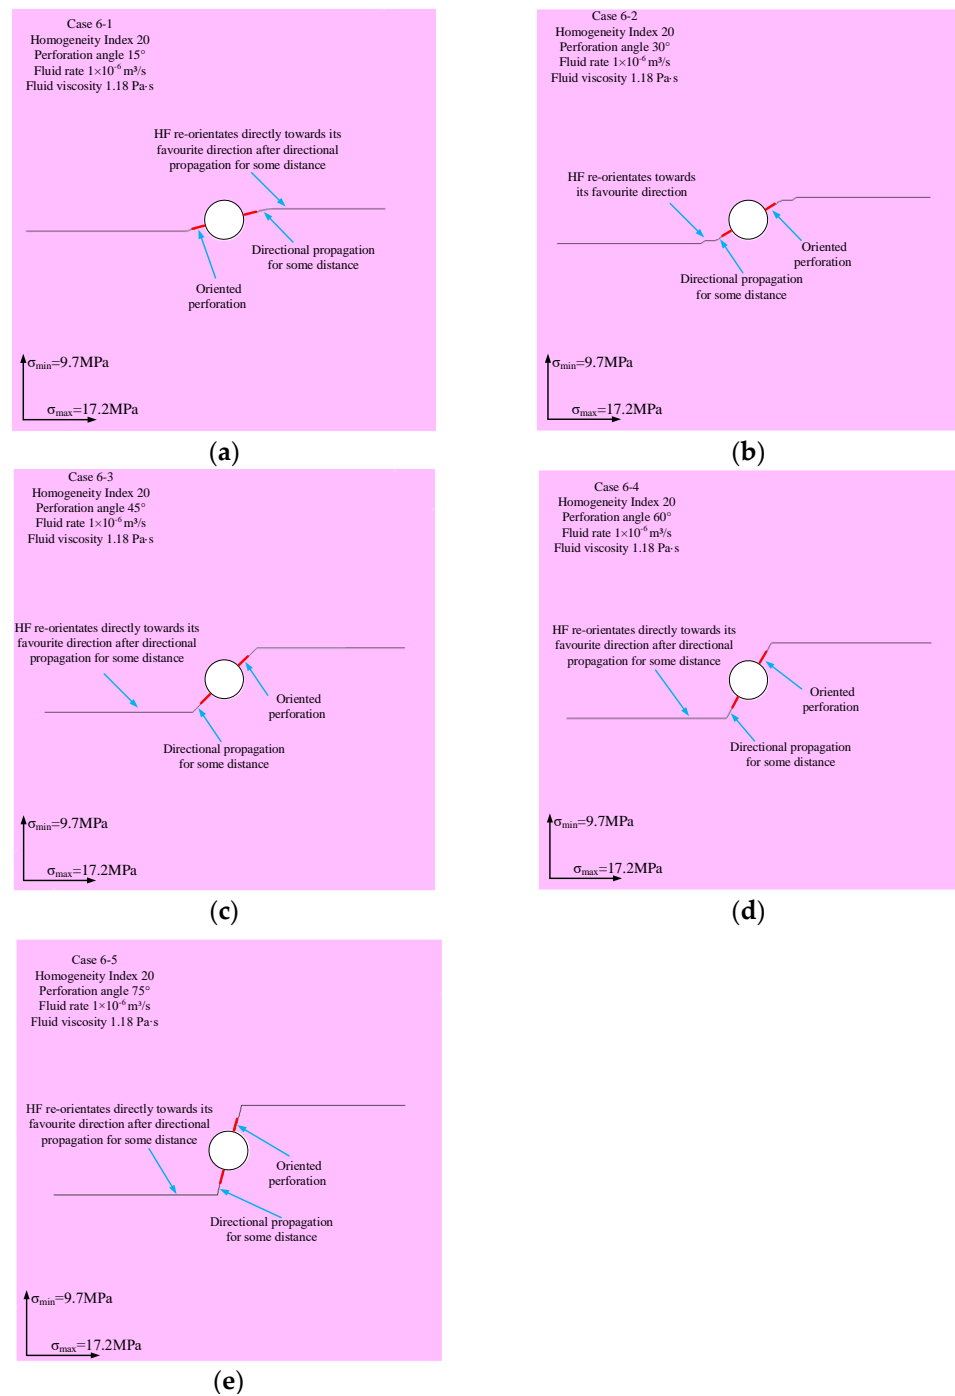 Case 6-1
Homogeneity Index 20
Perforation angle 15°
Fluid rate 1×10⁻⁶ m³/s
Fluid viscosity 1.18 Pa·s
HF re-orientates directly towards its
favourite direction after directional
propagation for some distance
Directional propagation
for some distance
Oriented
perforation
σmin=9.7MPa
σmax=17.2MPa
(a)
Case 6-2
Homogeneity Index 20
Perforation angle 30°
Fluid rate 1×10⁻⁶ m³/s
Fluid viscosity 1.18 Pa·s
HF re-orientates towards
its favourite direction
Oriented
perforation
Directional propagation
for some distance
σmin=9.7MPa
σmax=17.2MPa
(b)
Case 6-3
Homogeneity Index 20
Perforation angle 45°
Fluid rate 1×10⁻⁶ m³/s
Fluid viscosity 1.18 Pa·s
HF re-orientates directly towards its
favourite direction after directional
propagation for some distance
Oriented
perforation
Directional propagation
for some distance
σmin=9.7MPa
σmax=17.2MPa
(c)
Case 6-4
Homogeneity Index 20
Perforation angle 60°
Fluid rate 1×10⁻⁶ m³/s
Fluid viscosity 1.18 Pa·s
HF re-orientates directly towards its
favourite direction after directional
propagation for some distance
Oriented
perforation
Directional propagation
for some distance
σmin=9.7MPa
σmax=17.2MPa
(d)
Case 6-5
Homogeneity Index 20
Perforation angle 75°
Fluid rate 1×10⁻⁶ m³/s
Fluid viscosity 1.18 Pa·s
HF re-orientates directly towards its
favourite direction after directional
propagation for some distance
Oriented
perforation
Directional propagation
for some distance
σmin=9.7MPa
σmax=17.2MPa
(e)